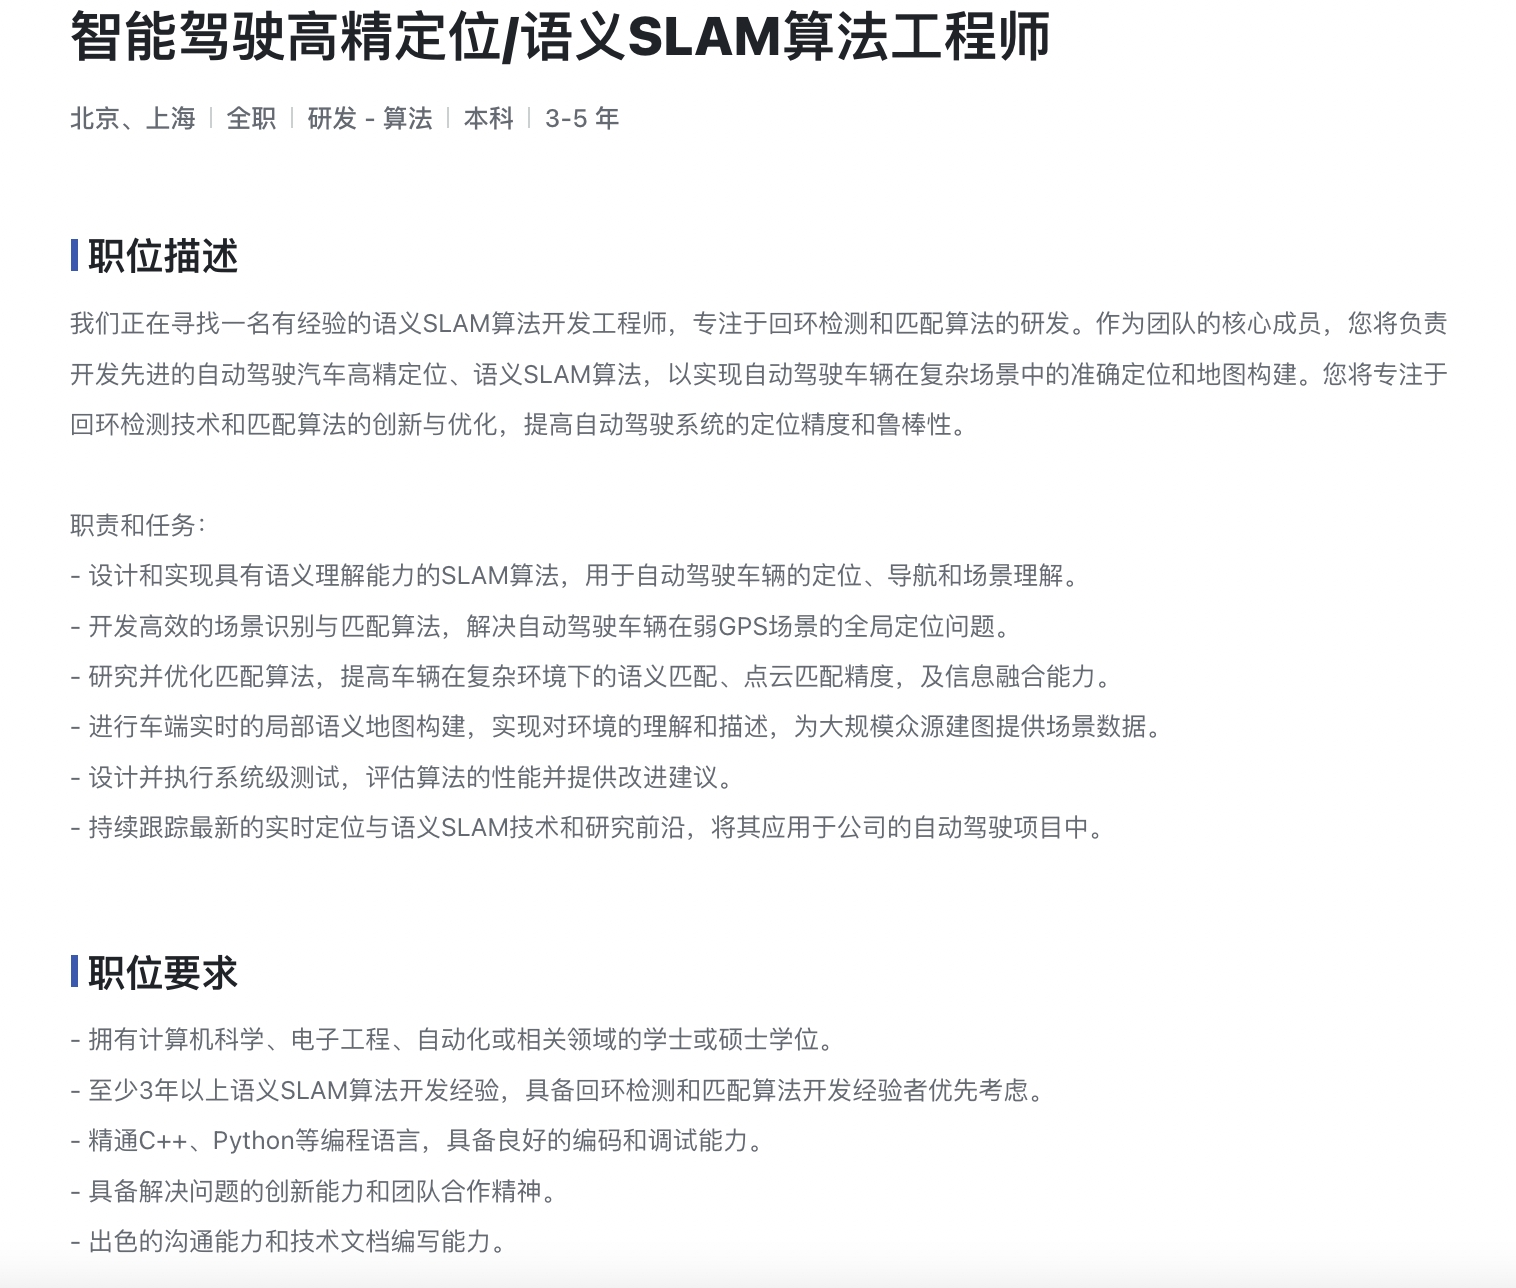 智能驾驶高精定位/语义SLAM算法工程师
北京、上海 | 全职 | 研发 - 算法 | 本科 | 3-5 年
职位描述
我们正在寻找一名有经验的语义SLAM算法开发工程师，专注于回环检测和匹配算法的研发。作为团队的核心成员，您将负责
开发先进的自动驾驶汽车高精定位、语义SLAM算法，以实现自动驾驶车辆在复杂场景中的准确定位和地图构建。您将专注于
回环检测技术和匹配算法的创新与优化，提高自动驾驶系统的定位精度和鲁棒性。
职责和任务：
- 设计和实现具有语义理解能力的SLAM算法，用于自动驾驶车辆的定位、导航和场景理解。
- 开发高效的场景识别与匹配算法，解决自动驾驶车辆在弱GPS场景的全局定位问题。
- 研究并优化匹配算法，提高车辆在复杂环境下的语义匹配、点云匹配精度，及信息融合能力。
- 进行车端实时的局部语义地图构建，实现对环境的理解和描述，为大规模众源建图提供场景数据。
- 设计并执行系统级测试，评估算法的性能并提供改进建议。
- 持续跟踪最新的实时定位与语义SLAM技术和研究前沿，将其应用于公司的自动驾驶项目中。
职位要求
- 拥有计算机科学、电子工程、自动化或相关领域的学士或硕士学位。
- 至少3年以上语义SLAM算法开发经验，具备回环检测和匹配算法开发经验者优先考虑。
- 精通C++、Python等编程语言，具备良好的编码和调试能力。
- 具备解决问题的创新能力和团队合作精神。
- 出色的沟通能力和技术文档编写能力。